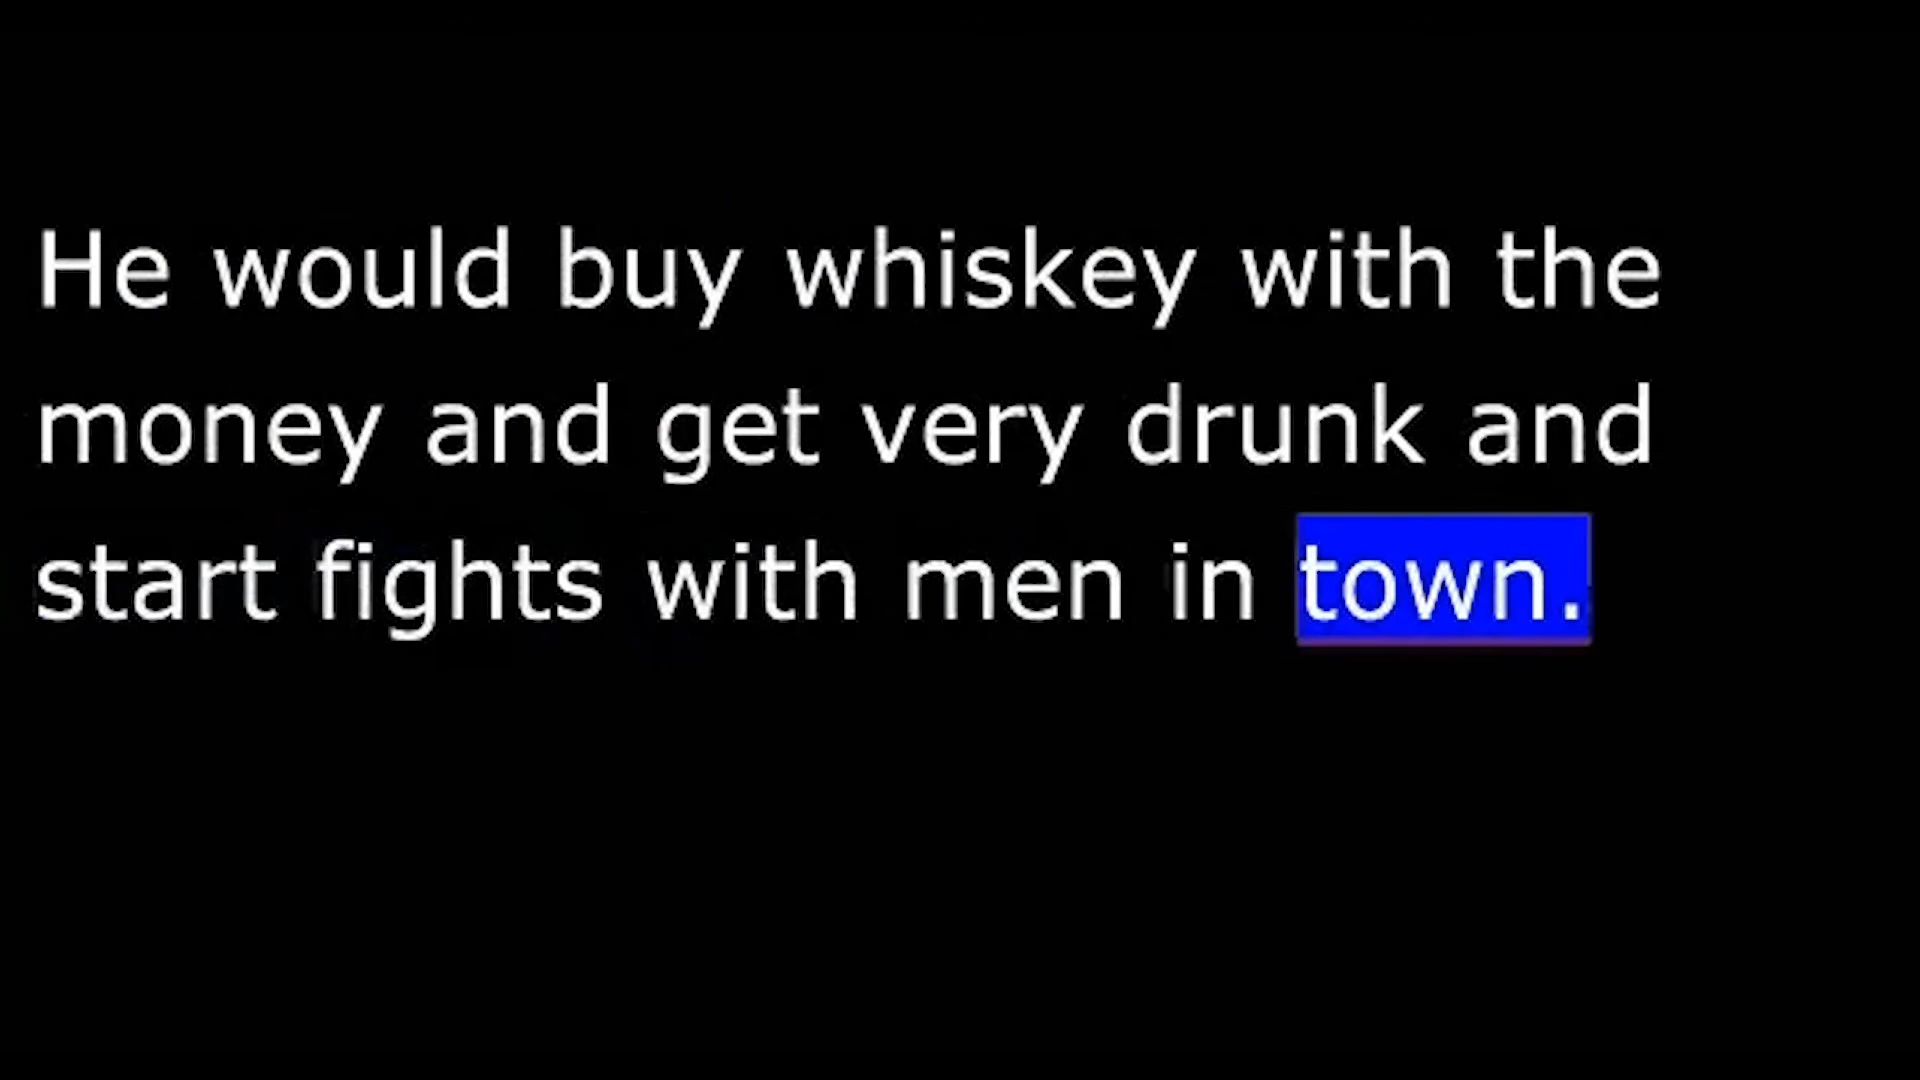 He would buy whiskey with the
money and get very drunk and
start fights with men in town.